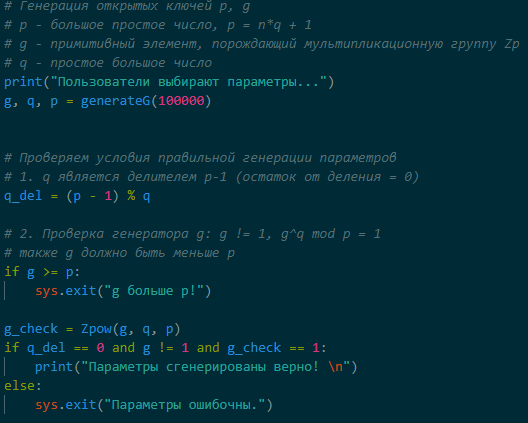 # Генерация открытых ключей p, g
# p - большое простое число, p = n*q + 1
# g - примитивный элемент, порождающий мультипликационную группу Zp
# q - простое большое число
print("Пользователи выбирают параметры...")
g, q, p = generateG(100000)
# Проверяем условия правильной генерации параметров
# 1. q является делителем p-1 (остаток от деления = 0)
q_del = (p - 1) % q
# 2. Проверка генератора g: g != 1, g^q mod p = 1
# также g должно быть меньше p
if g >= p:
    sys.exit("g больше p!")
g_check = Zpow(g, q, p)
if q_del == 0 and g != 1 and g_check == 1:
    print("Параметры сгенерированы верно! \n")
else:
    sys.exit("Параметры ошибочны.")